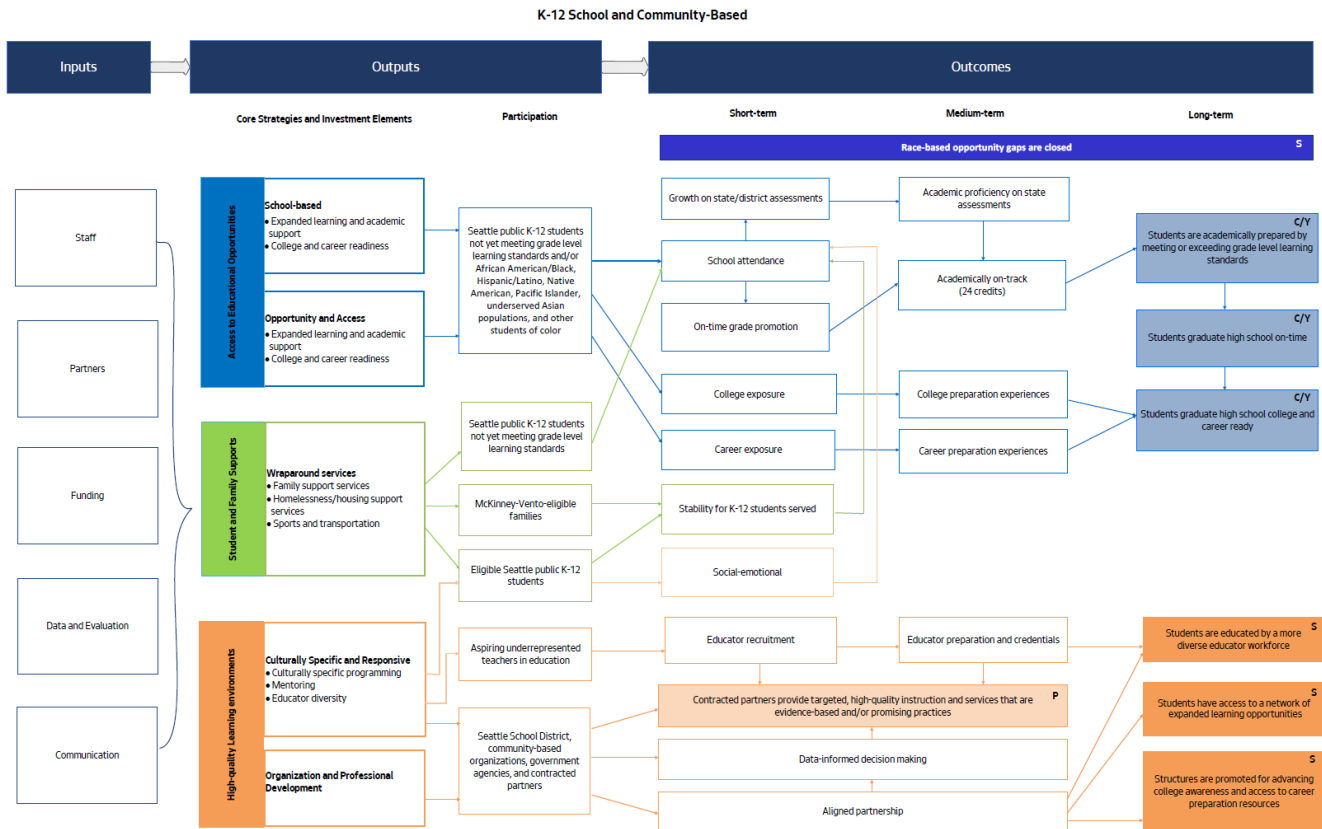 K-12 School and Community-Based
Inputs
Outputs
Outcomes
Core Strategies and Investment Elements
Participation
Short-term
Medium-term
Long-term
Race-based opportunity gaps are closed
S
Staff
Partners
Funding
Data and Evaluation
Communication
Access to Educational Opportunities
School-based
• Expanded learning and academic
support
• College and career readiness
Opportunity and Access
• Expanded learning and academic
support
• College and career readiness
Student and Family Supports
Wraparound services
• Family support services
• Homelessness/housing support
services
• Sports and transportation
High-quality Learning environments
Culturally Specific and Responsive
• Culturally specific programming
• Mentoring
• Educator diversity
Organization and Professional
Development
Seattle public K-12 students
not yet meeting grade level
learning standards and/or
African American/Black,
Hispanic/Latino, Native
American, Pacific Islander,
underserved Asian
populations, and other
students of color
Seattle public K-12 students
not yet meeting grade level
learning standards
McKinney-Vento-eligible
families
Eligible Seattle public K-12
students
Aspiring underrepresented
teachers in education
Seattle School District,
community-based
organizations, government
agencies, and contracted
partners
Growth on state/district assessments
School attendance
On-time grade promotion
College exposure
Career exposure
Stability for K-12 students served
Social-emotional
Educator recruitment
Academic proficiency on state
assessments
Academically on-track
(24 credits)
College preparation experiences
Career preparation experiences
Educator preparation and credentials
P
Contracted partners provide targeted, high-quality instruction and services that are
evidence-based and/or promising practices
Data-informed decision making
Aligned partnership
C/Y
Students are academically prepared by
meeting or exceeding grade level learning
standards
C/Y
Students graduate high school on-time
C/Y
Students graduate high school college and
career ready
S
Students are educated by a more
diverse educator workforce
S
Students have access to a network of
expanded learning opportunities
S
Structures are promoted for advancing
college awareness and access to career
preparation resources